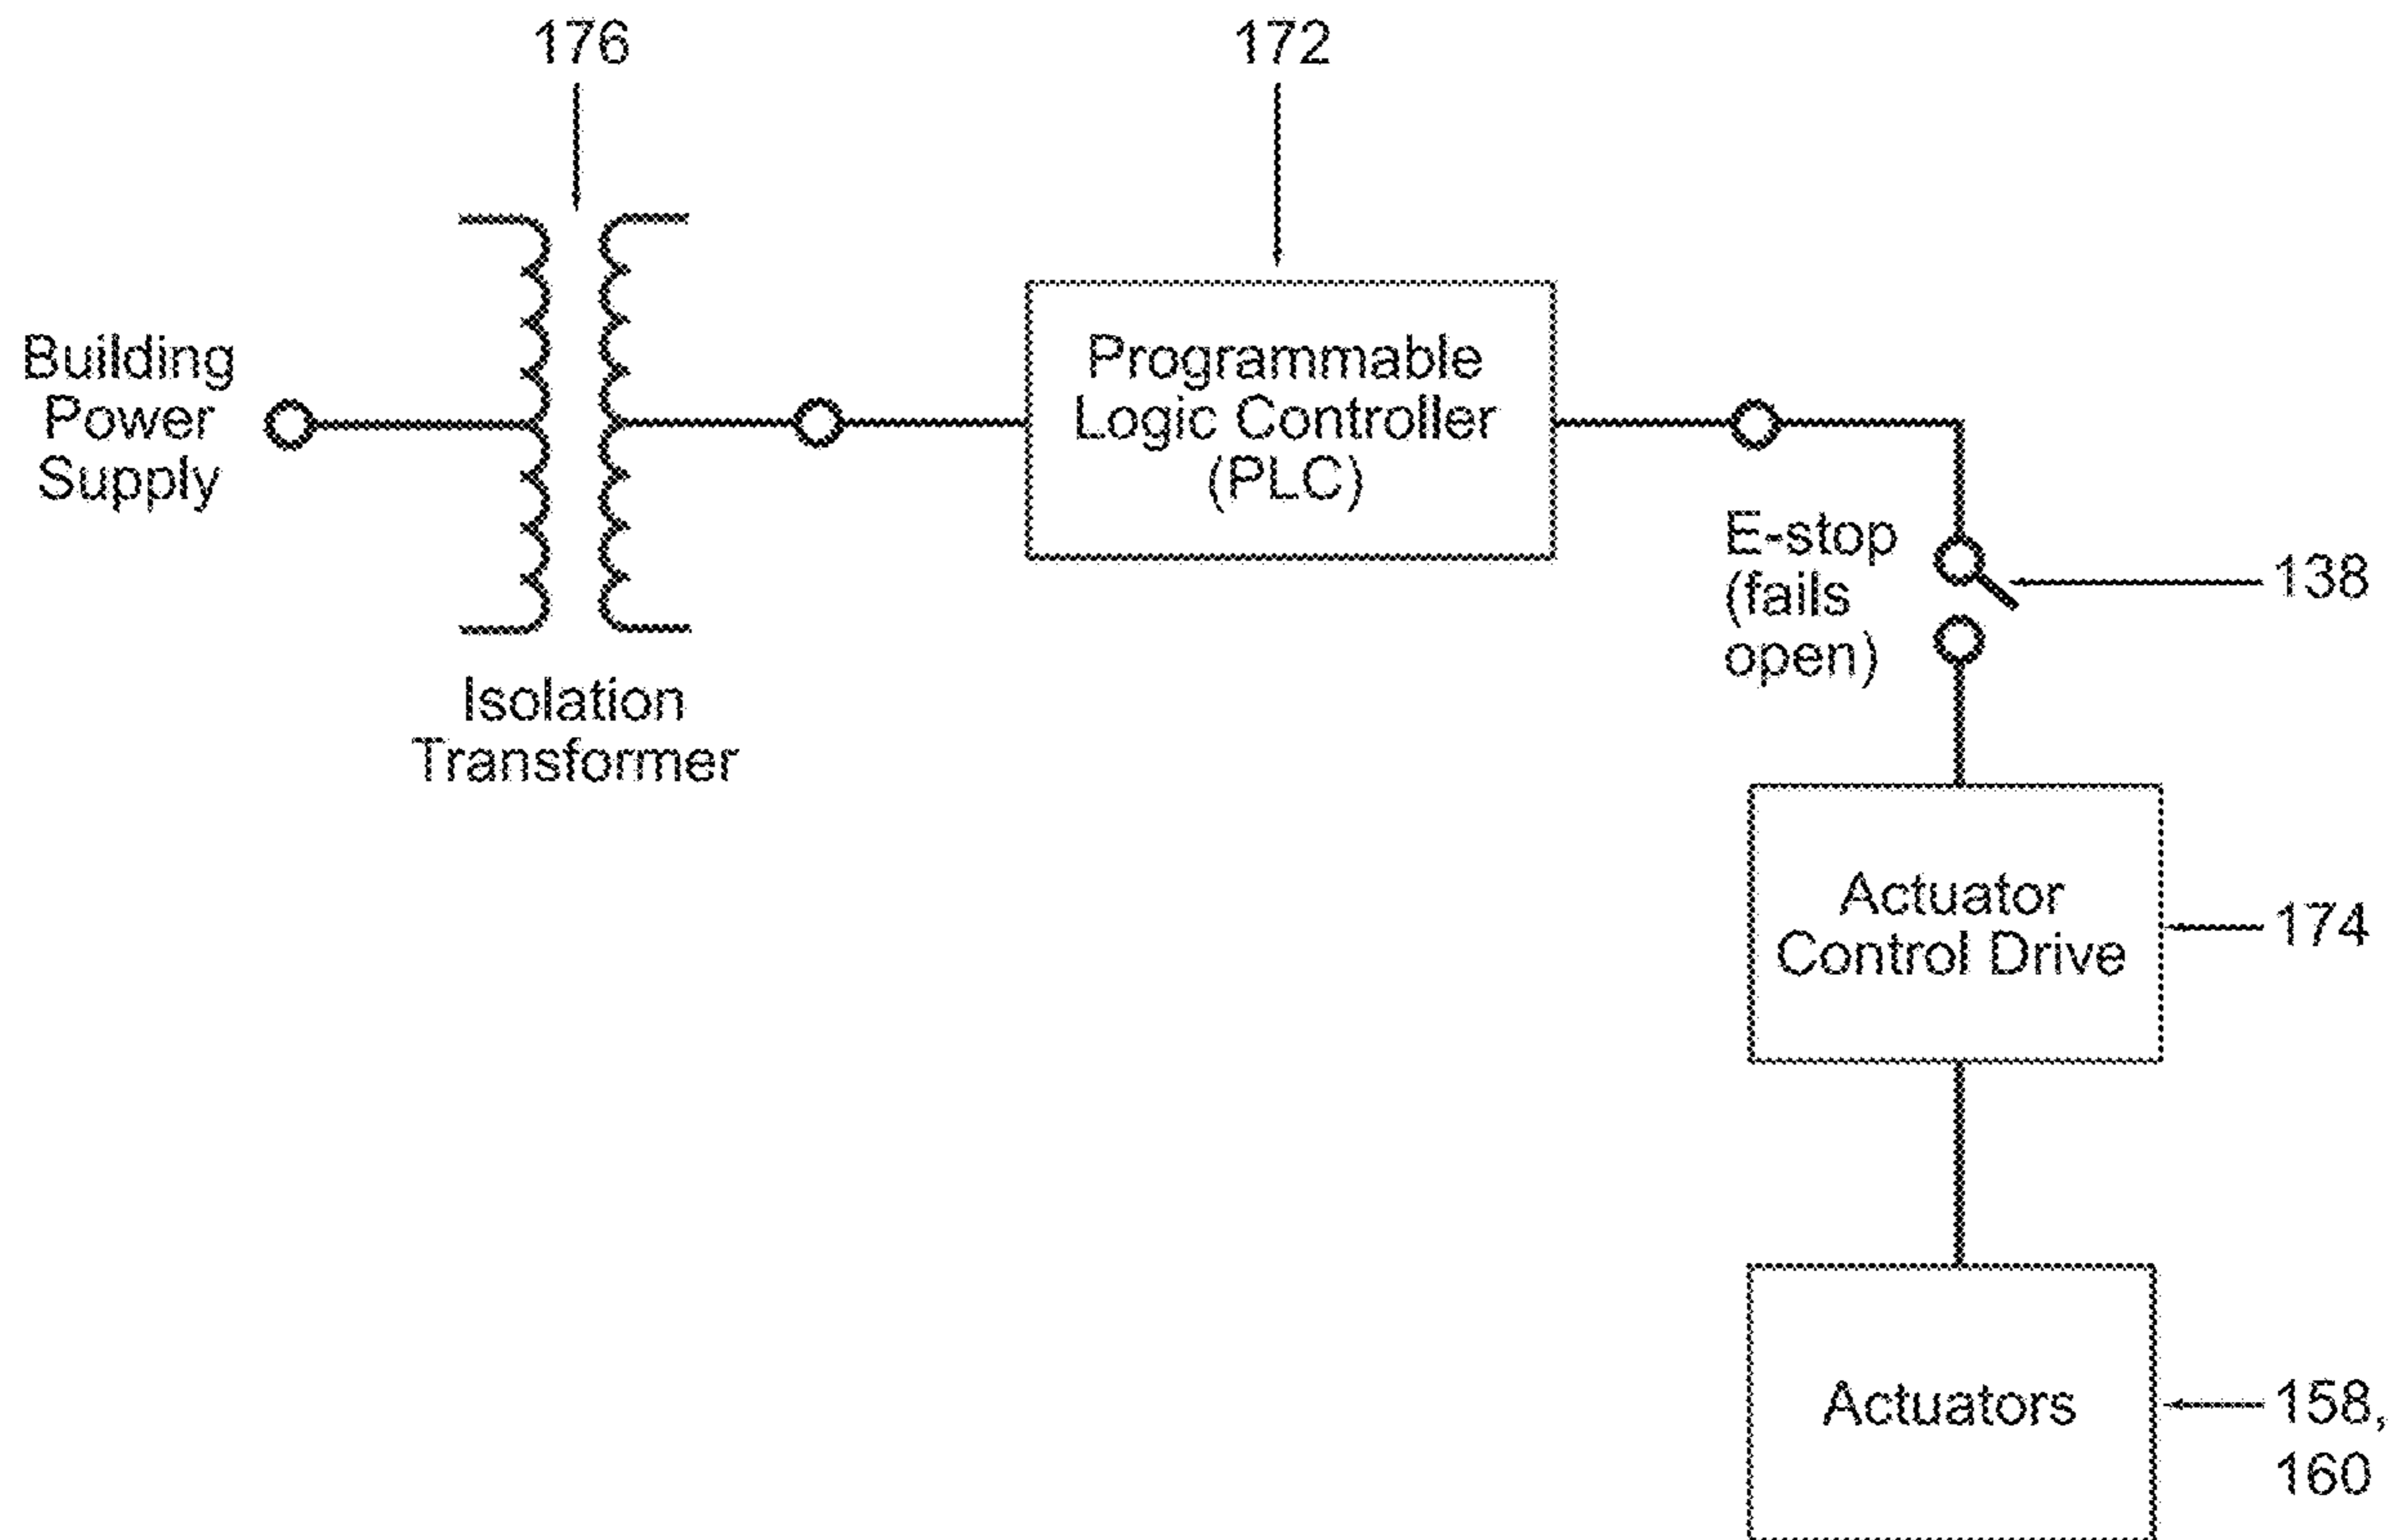 176
172
Building
Power
Supply
Programmable
Logic Controller
(PLC)
E-stop
(fails
open)
138
Isolation
Transformer
Actuator
Control Drive
174
Actuators
158,
160